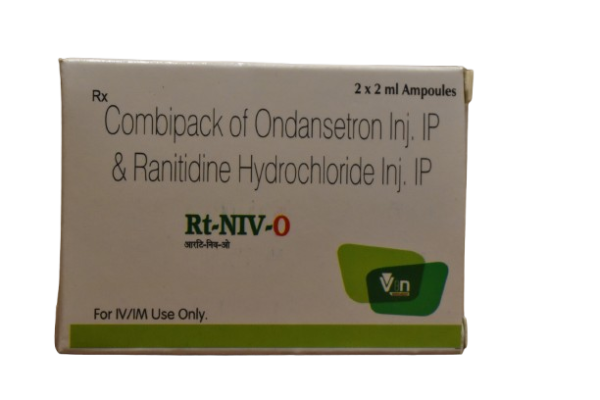 2 x 2 ml Ampoules
Rx
Combipack of Ondansetron Inj. IP
& Ranitidine Hydrochloride Inj. IP
Rt-NIV-O
आरटि-निव-ओ
For IV/IM Use Only.